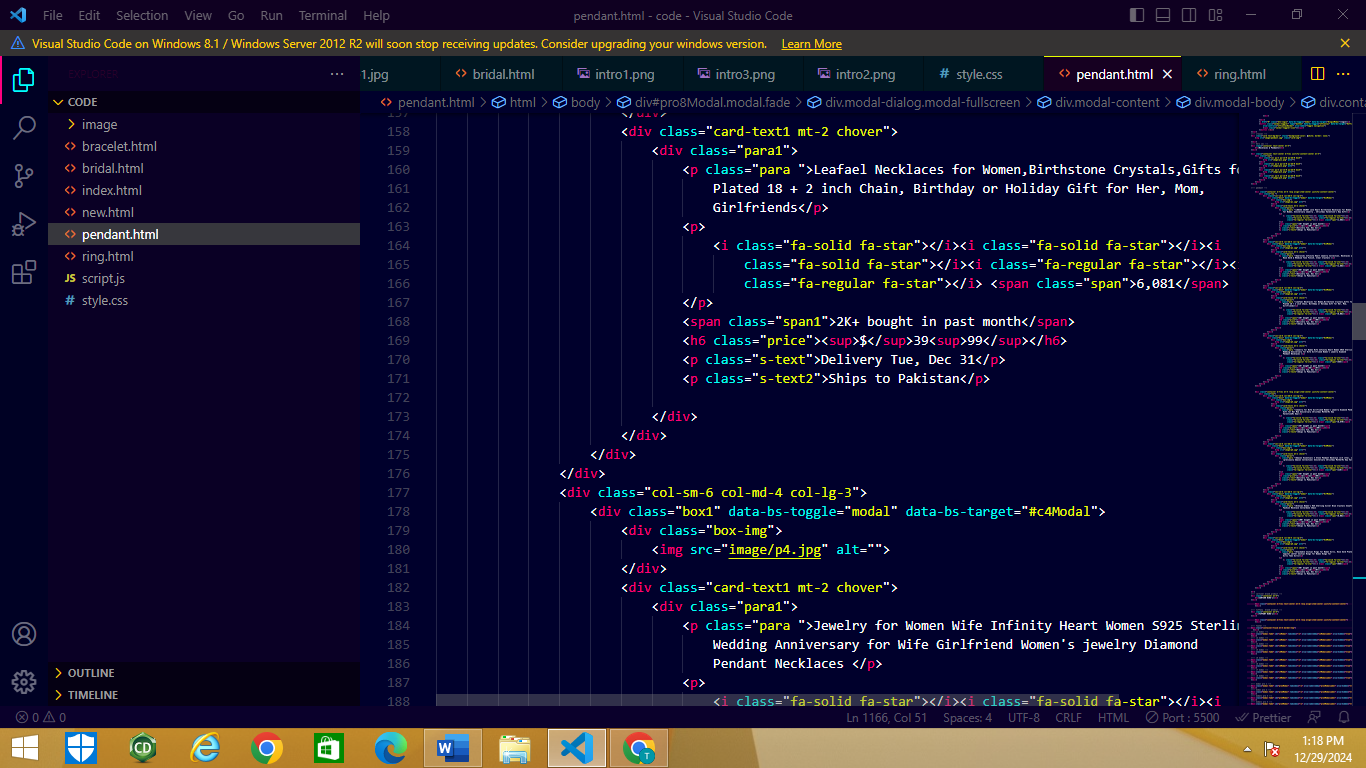 File Edit Selection View Go Run Terminal Help pendant.html - code - Visual Studio Code
Visual Studio Code on Windows 8.1 / Windows Server 2012 R2 will soon stop receiving updates. Consider upgrading your windows version. Learn More
EXPLORER
1.jpg bridal.html intro1.png intro3.png intro2.png style.css pendant.html ring.html
pendant.html > html > body > div#pro8Modal.modal.fade > div.modal-dialog.modal-fullscreen > div.modal-content > div.modal-body > div.conta
CODE
image
bracelet.html
bridal.html
index.html
new.html
pendant.html
ring.html
JS script.js
# style.css
OUTLINE
TIMELINE
157 </div>
158 <div class="card-text1 mt-2 chover">
159 <div class="para1">
160 <p class="para ">Leafael Necklaces for Women,Birthstone Crystals,Gifts fo
161 Plated 18 + 2 inch Chain, Birthday or Holiday Gift for Her, Mom,
162 Girlfriends</p>
163 <p>
164 <i class="fa-solid fa-star"></i><i class="fa-solid fa-star"></i><i
165 class="fa-solid fa-star"></i><i class="fa-regular fa-star"></i><i
166 class="fa-regular fa-star"></i> <span class="span">6,081</span>
167 </p>
168 <span class="span1">2K+ bought in past month</span>
169 <h6 class="price"><sup>$</sup>39<sup>99</sup></h6>
170 <p class="s-text">Delivery Tue, Dec 31</p>
171 <p class="s-text2">Ships to Pakistan</p>
172
173 </div>
174 </div>
175 </div>
176 </div>
177 <div class="col-sm-6 col-md-4 col-lg-3">
178 <div class="box1" data-bs-toggle="modal" data-bs-target="#c4Modal">
179 <div class="box-img">
180 <img src="image/p4.jpg" alt="">
181 </div>
182 <div class="card-text1 mt-2 chover">
183 <div class="para1">
184 <p class="para ">Jewelry for Women Wife Infinity Heart Women S925 Sterlin
185 Wedding Anniversary for Wife Girlfriend Women's jewelry Diamond
186 Pendant Necklaces </p>
187 <p>
188 <i class="fa-solid fa-star"></i><i class="fa-solid fa-star"></i><i
0 0 Ln 1166, Col 51 Spaces: 4 UTF-8 CRLF HTML Port : 5500 Prettier
CD W T
1:18 PM
12/29/2024